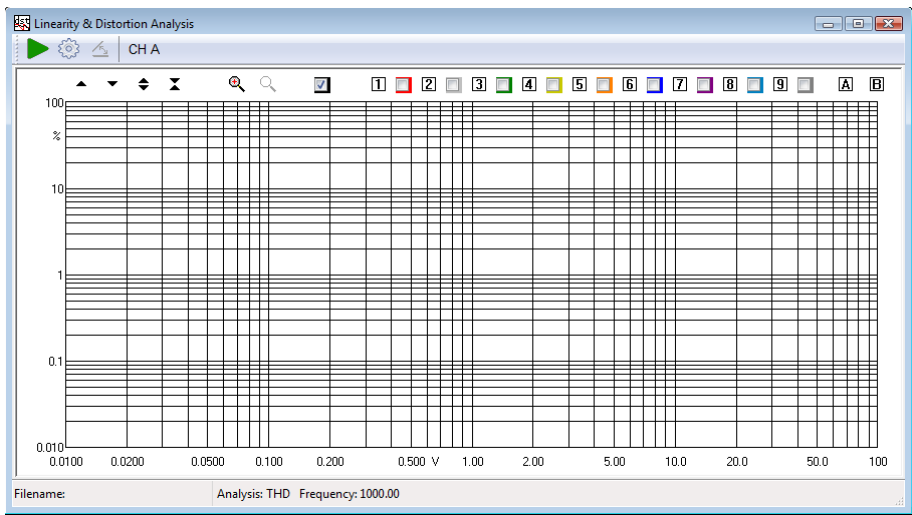 Linearity & Distortion Analysis
CH A
1 2 3 4 5 6 7 8 9 A B
100
%
10
1
0.1
0.010
0.0100 0.0200 0.0500 0.100 0.200 0.500 V 1.00 2.00 5.00 10.0 20.0 50.0 100
Filename: Analysis: THD Frequency: 1000.00